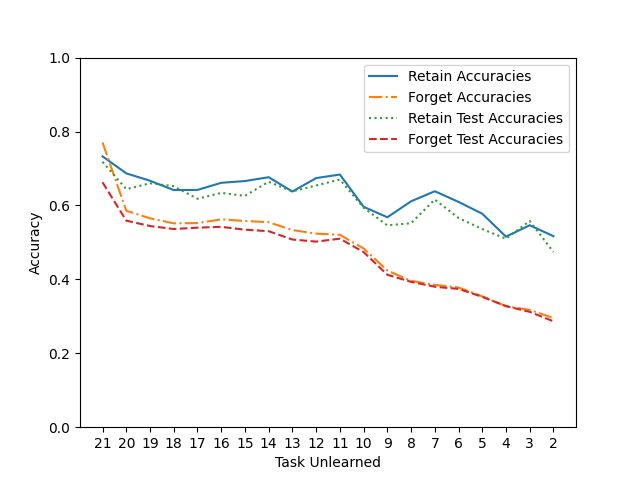 Retain Accuracies
Forget Accuracies
Retain Test Accuracies
Forget Test Accuracies
1.0
0.8
0.6
0.4
0.2
0.0
Accuracy
21 20 19 18 17 16 15 14 13 12 11 10 9 8 7 6 5 4 3 2
Task Unlearned